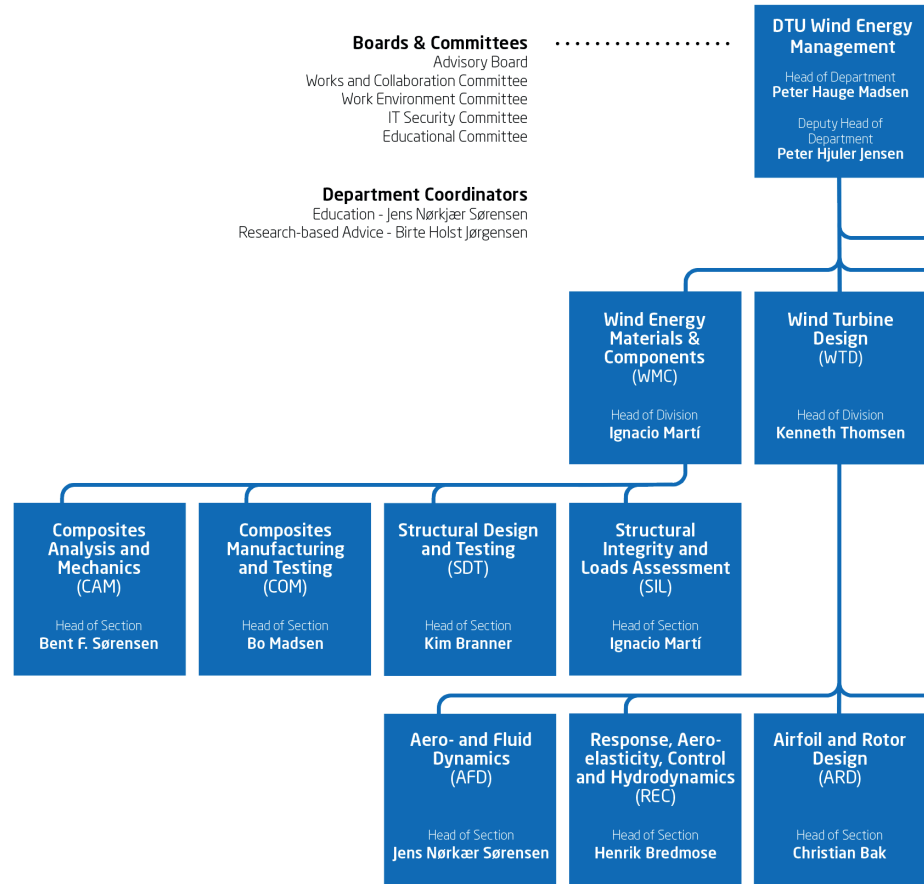 Boards & Committees
Advisory Board
Works and Collaboration Committee
Work Environment Committee
IT Security Committee
Educational Committee
Department Coordinators
Education - Jens Nørkjær Sørensen
Research-based Advice - Birte Holst Jørgensen
DTU Wind Energy
Management
Head of Department
Peter Hauge Madsen
Deputy Head of
Department
Peter Hjuler Jensen
Wind Energy
Materials &
Components
(WMC)
Head of Division
Ignacio Martí
Wind Turbine
Design
(WTD)
Head of Division
Kenneth Thomsen
Composites
Analysis and
Mechanics
(CAM)
Head of Section
Bent F. Sørensen
Composites
Manufacturing
and Testing
(COM)
Head of Section
Bo Madsen
Structural Design
and Testing
(SDT)
Head of Section
Kim Branner
Structural
Integrity and
Loads Assessment
(SIL)
Head of Section
Ignacio Martí
Aero- and Fluid
Dynamics
(AFD)
Head of Section
Jens Nørkær Sørensen
Response, Aero-
elasticity, Control
and Hydrodynamics
(REC)
Head of Section
Henrik Bredmose
Airfoil and Rotor
Design
(ARD)
Head of Section
Christian Bak